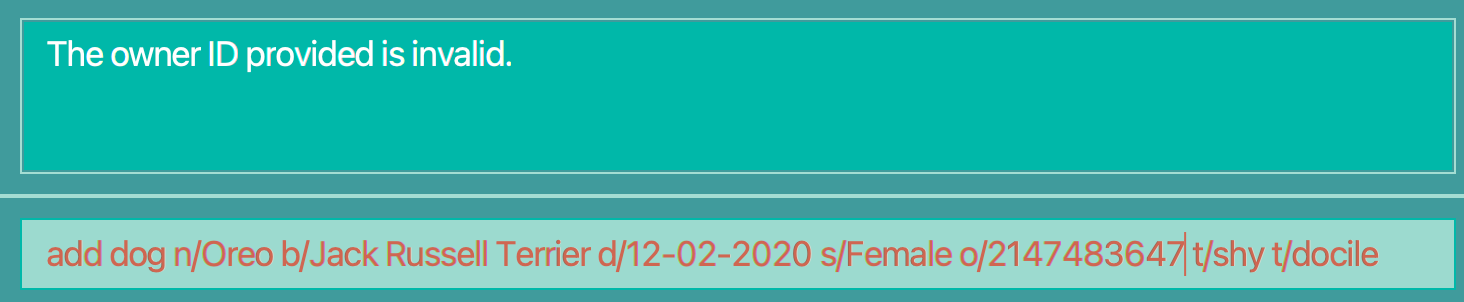 The owner ID provided is invalid.
add dog n/Oreo b/Jack Russell Terrier d/12-02-2020 s/Female o/2147483647 t/shy t/docile